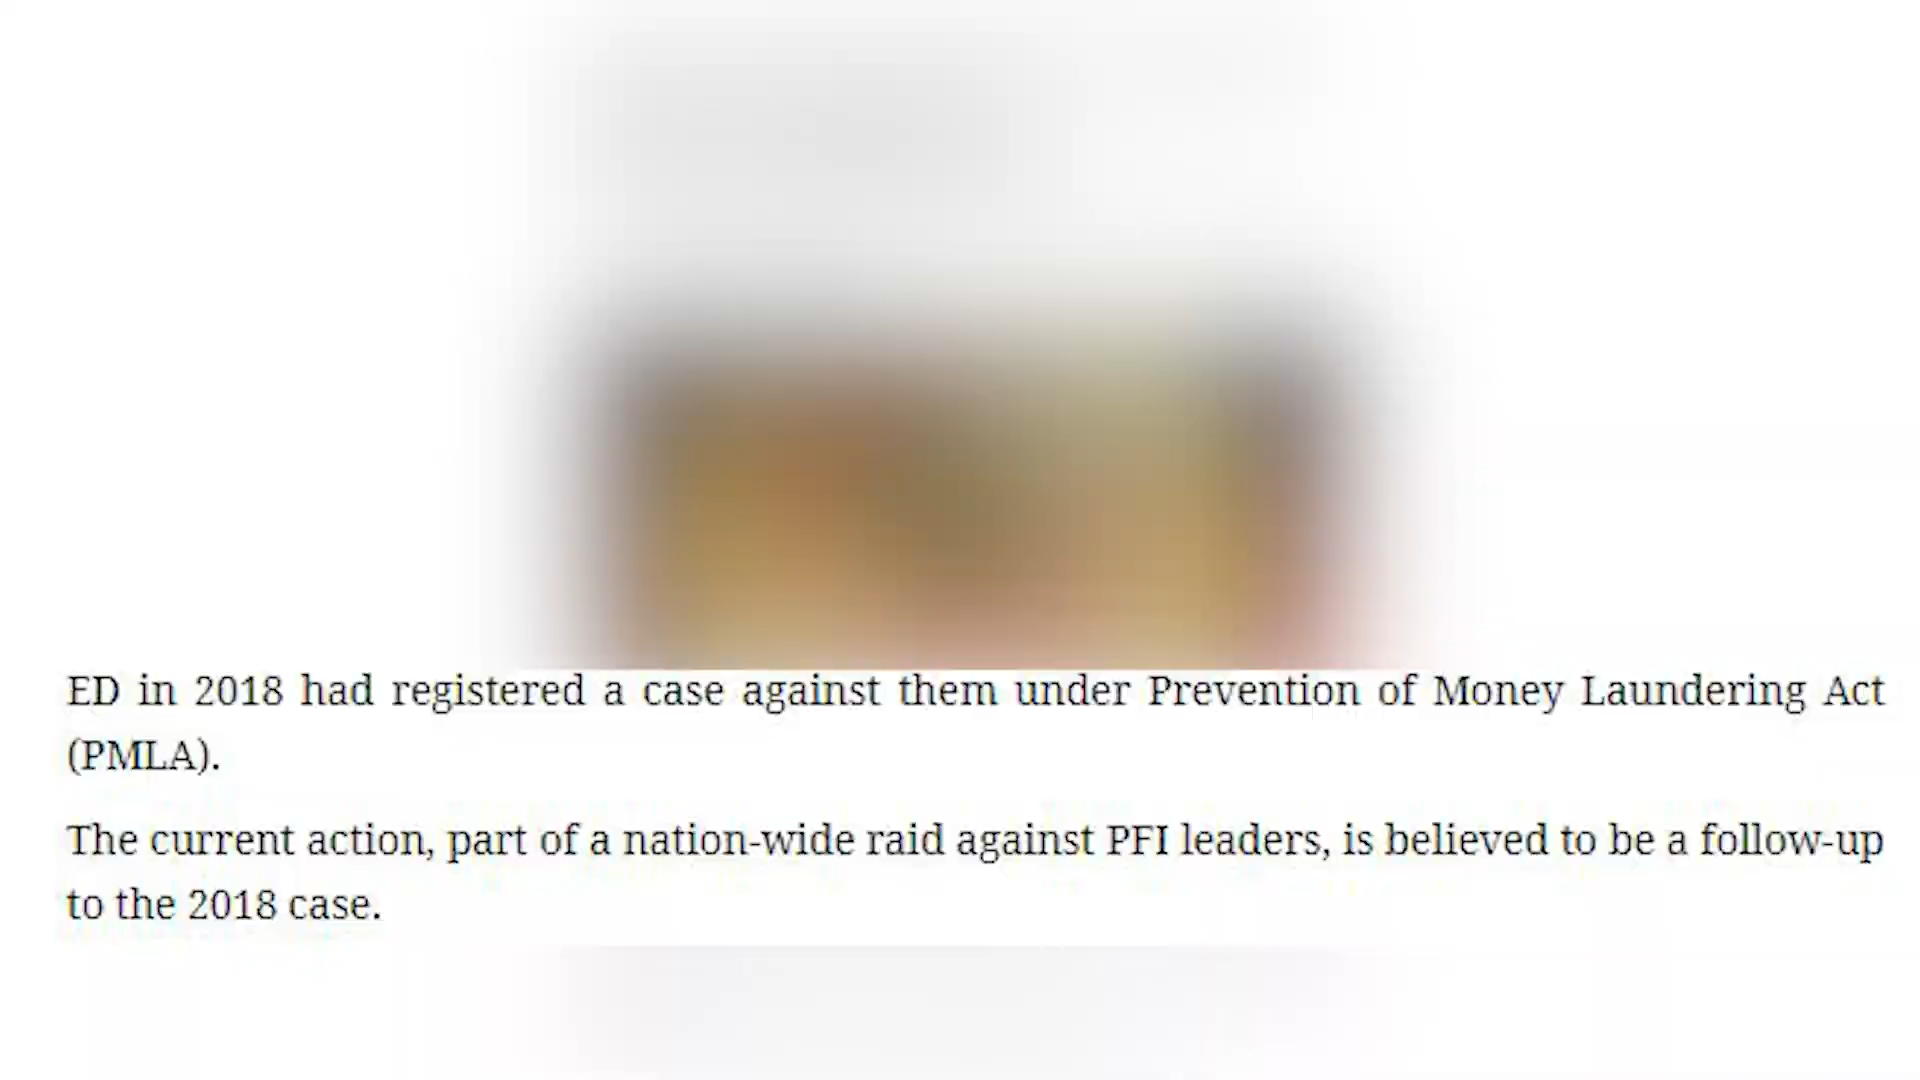 ED in 2018 had registered a case against them under Prevention of Money Laundering Act
(PMLA).
The current action, part of a nation-wide raid against PFI leaders, is believed to be a follow-up
to the 2018 case.